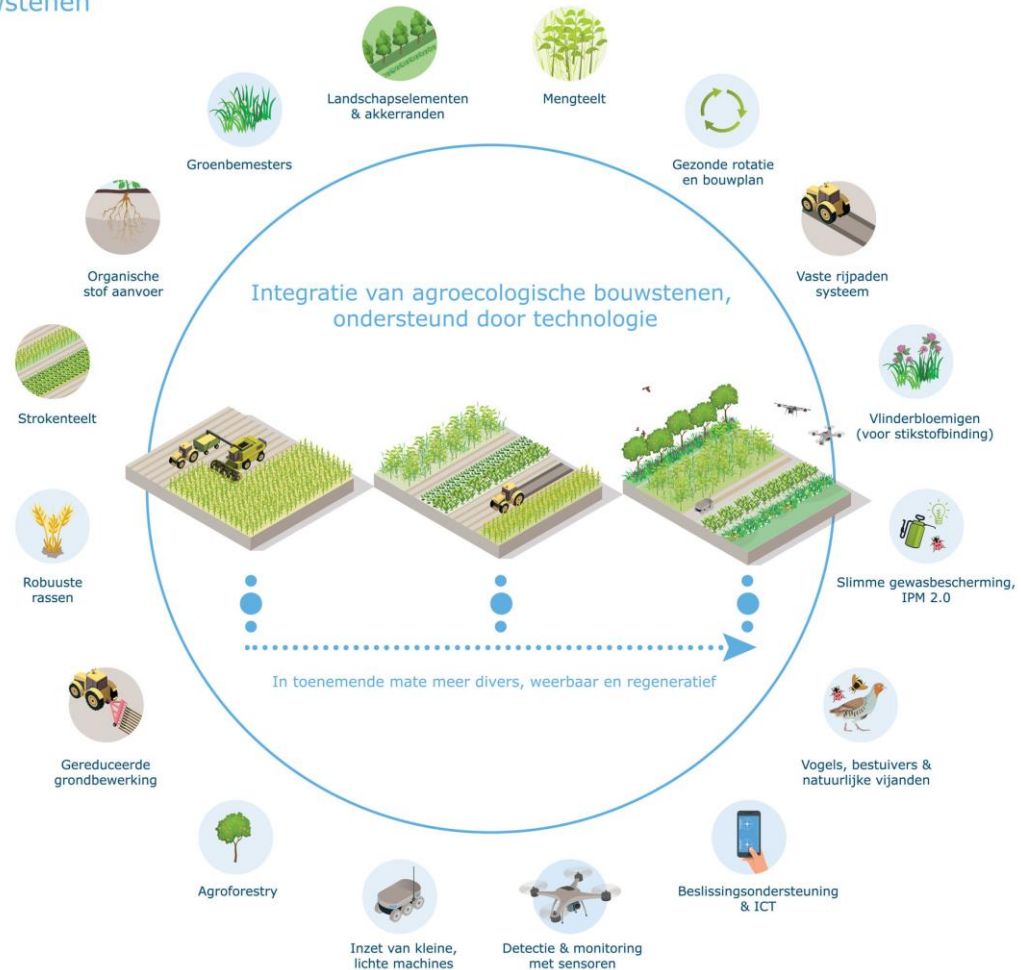 Landschapselementen
& akkerranden
Mengteelt
Groenbemesters
Gezonde rotatie
en bouwplan
Organische
stof aanvoer
Vaste rijpaden
systeem
Integratie van agroecologische bouwstenen,
ondersteund door technologie
Strokenteelt
Vlinderbloemigen
(voor stikstofbinding)
Robuuste
rassen
Slimme gewasbescherming,
IPM 2.0
In toenemende mate meer divers, weerbaar en regeneratief
Gereduceerde
grondbewerking
Vogels, bestuivers &
natuurlijke vijanden
Agroforestry
Beslissingsondersteuning
& ICT
Inzet van kleine,
lichte machines
Detectie & monitoring
met sensoren